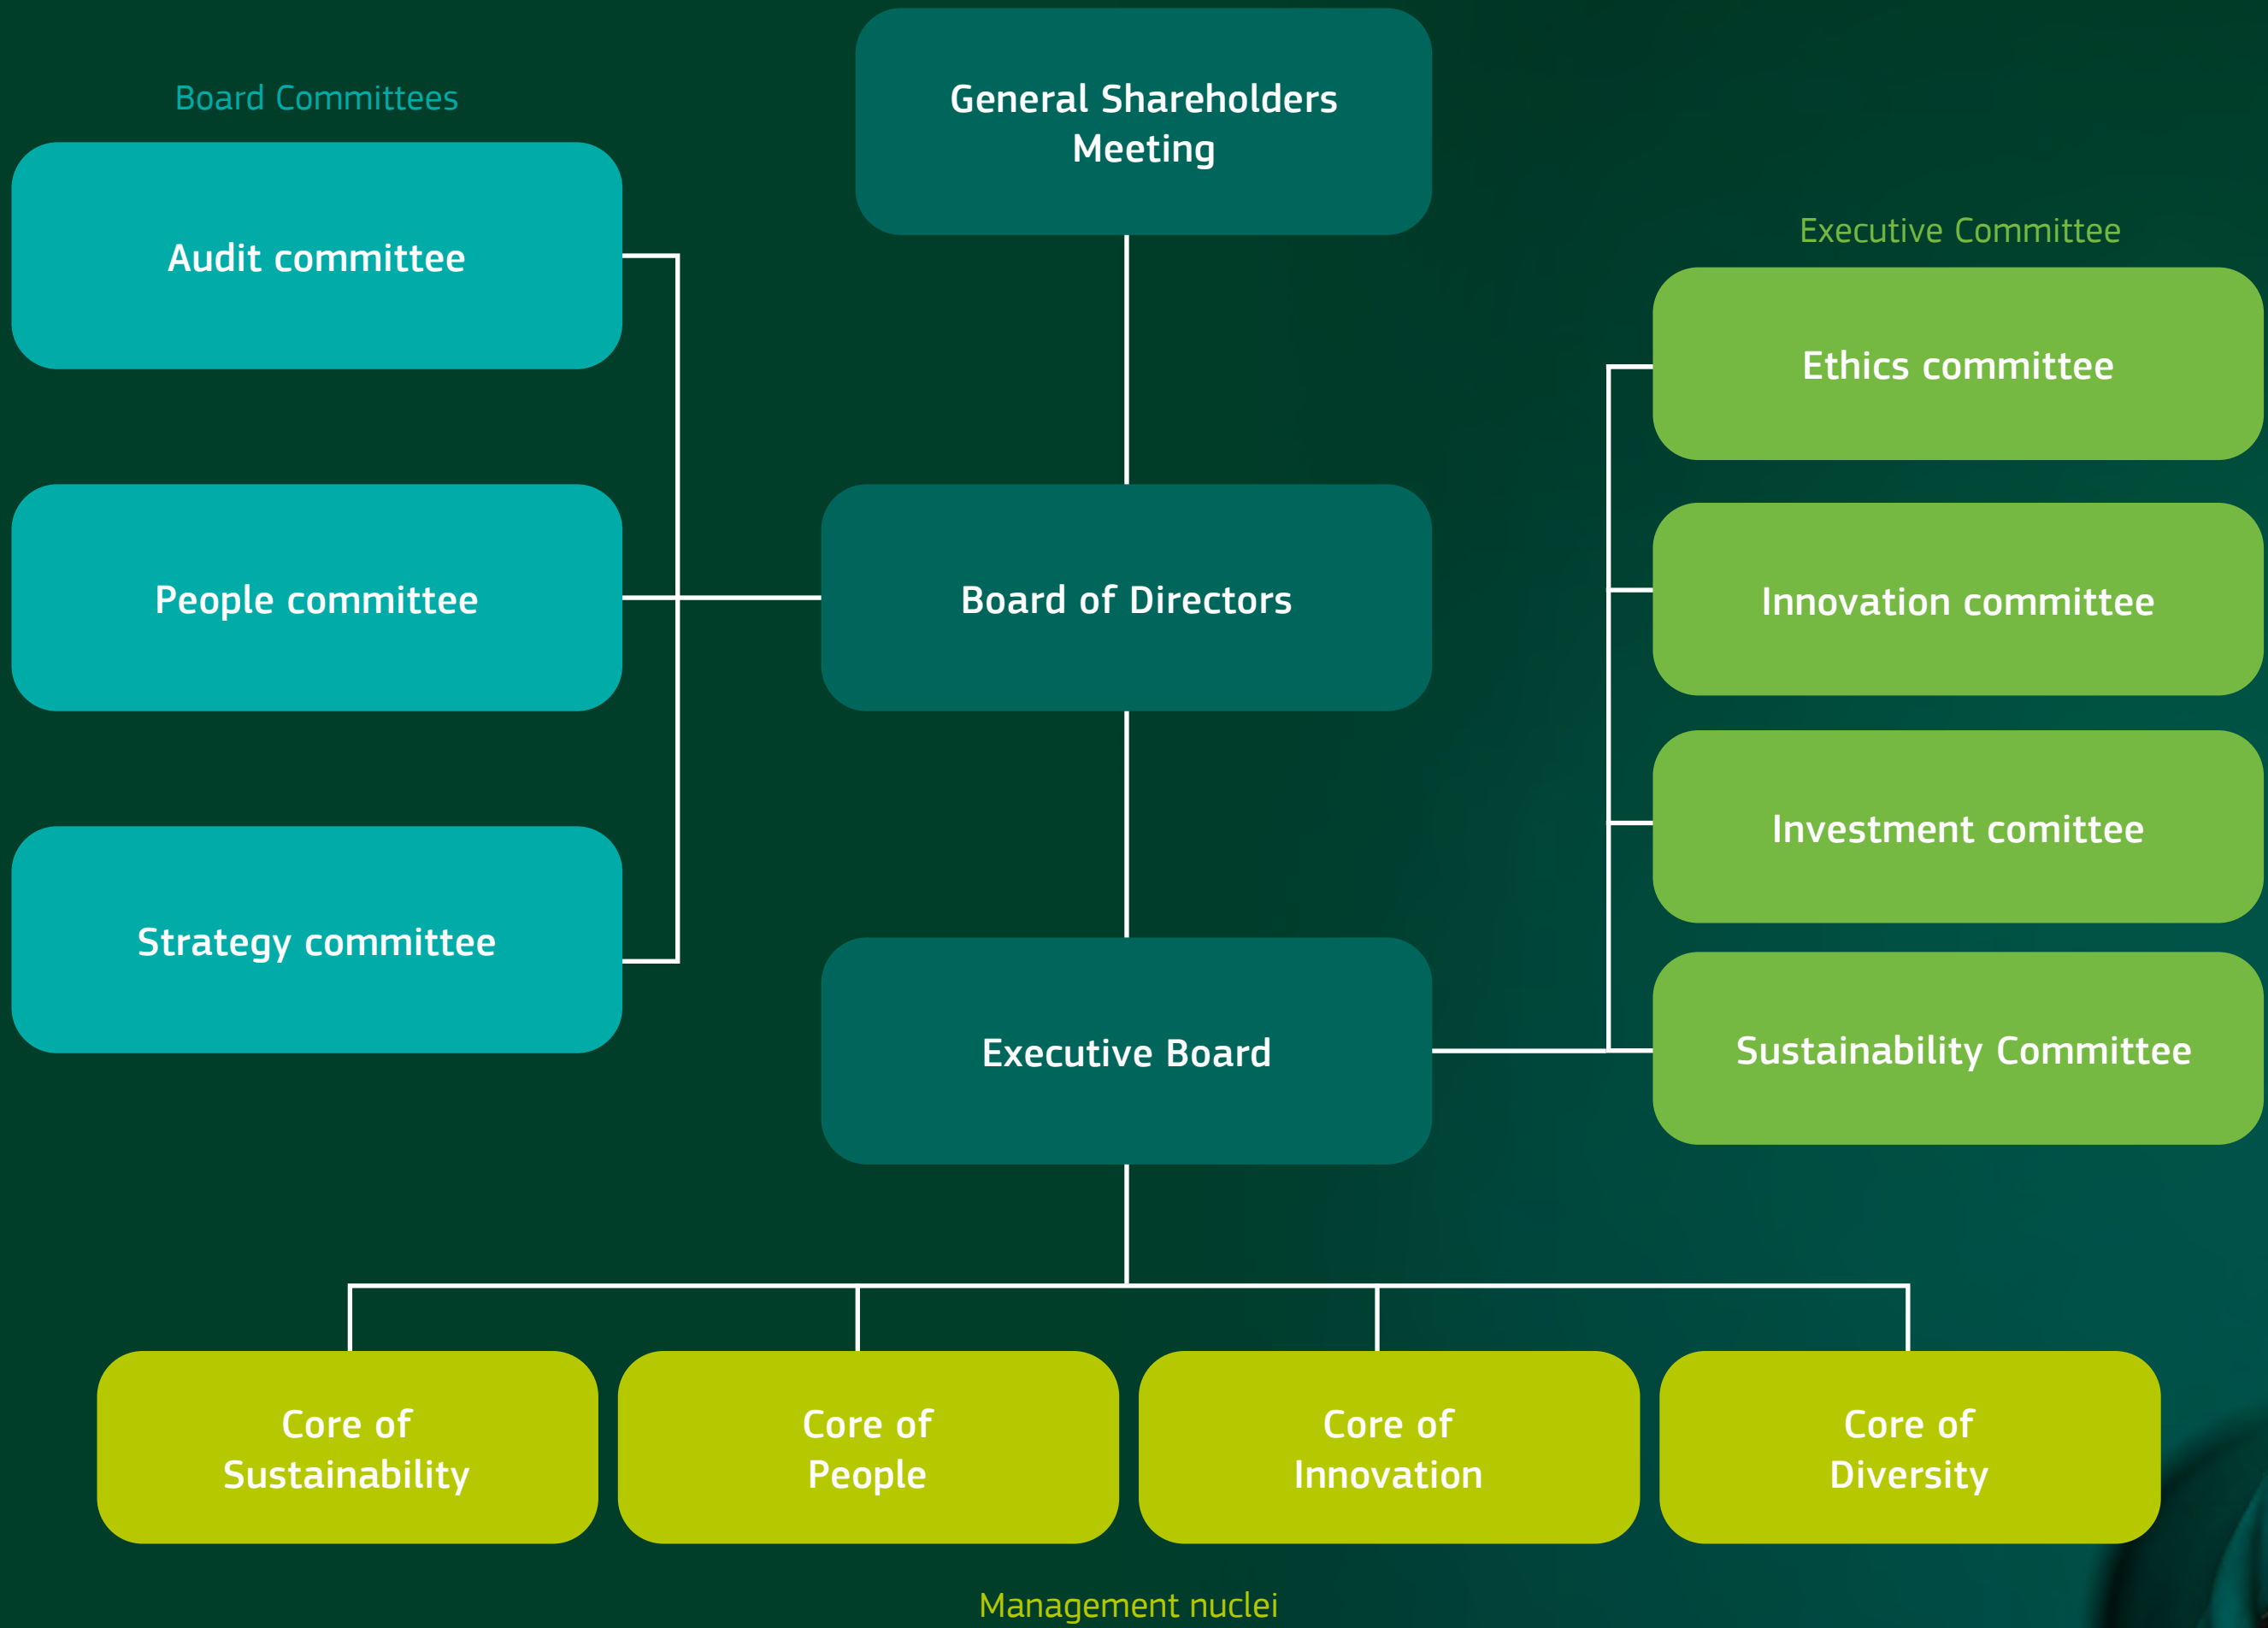 General Shareholders
Meeting
Board Committees
Audit committee
People committee
Strategy committee
Board of Directors
Executive Board
Executive Committee
Ethics committee
Innovation committee
Investment comittee
Sustainability Committee
Core of
Sustainability
Core of
People
Core of
Innovation
Core of
Diversity
Management nuclei